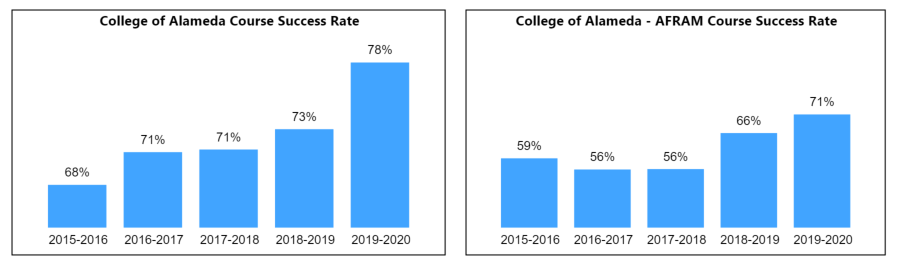 College of Alameda Course Success Rate
78%
73%
71%
71%
68%
2015-2016 2016-2017 2017-2018 2018-2019 2019-2020
College of Alameda - AFRAM Course Success Rate
71%
66%
59%
56%
56%
2015-2016 2016-2017 2017-2018 2018-2019 2019-2020